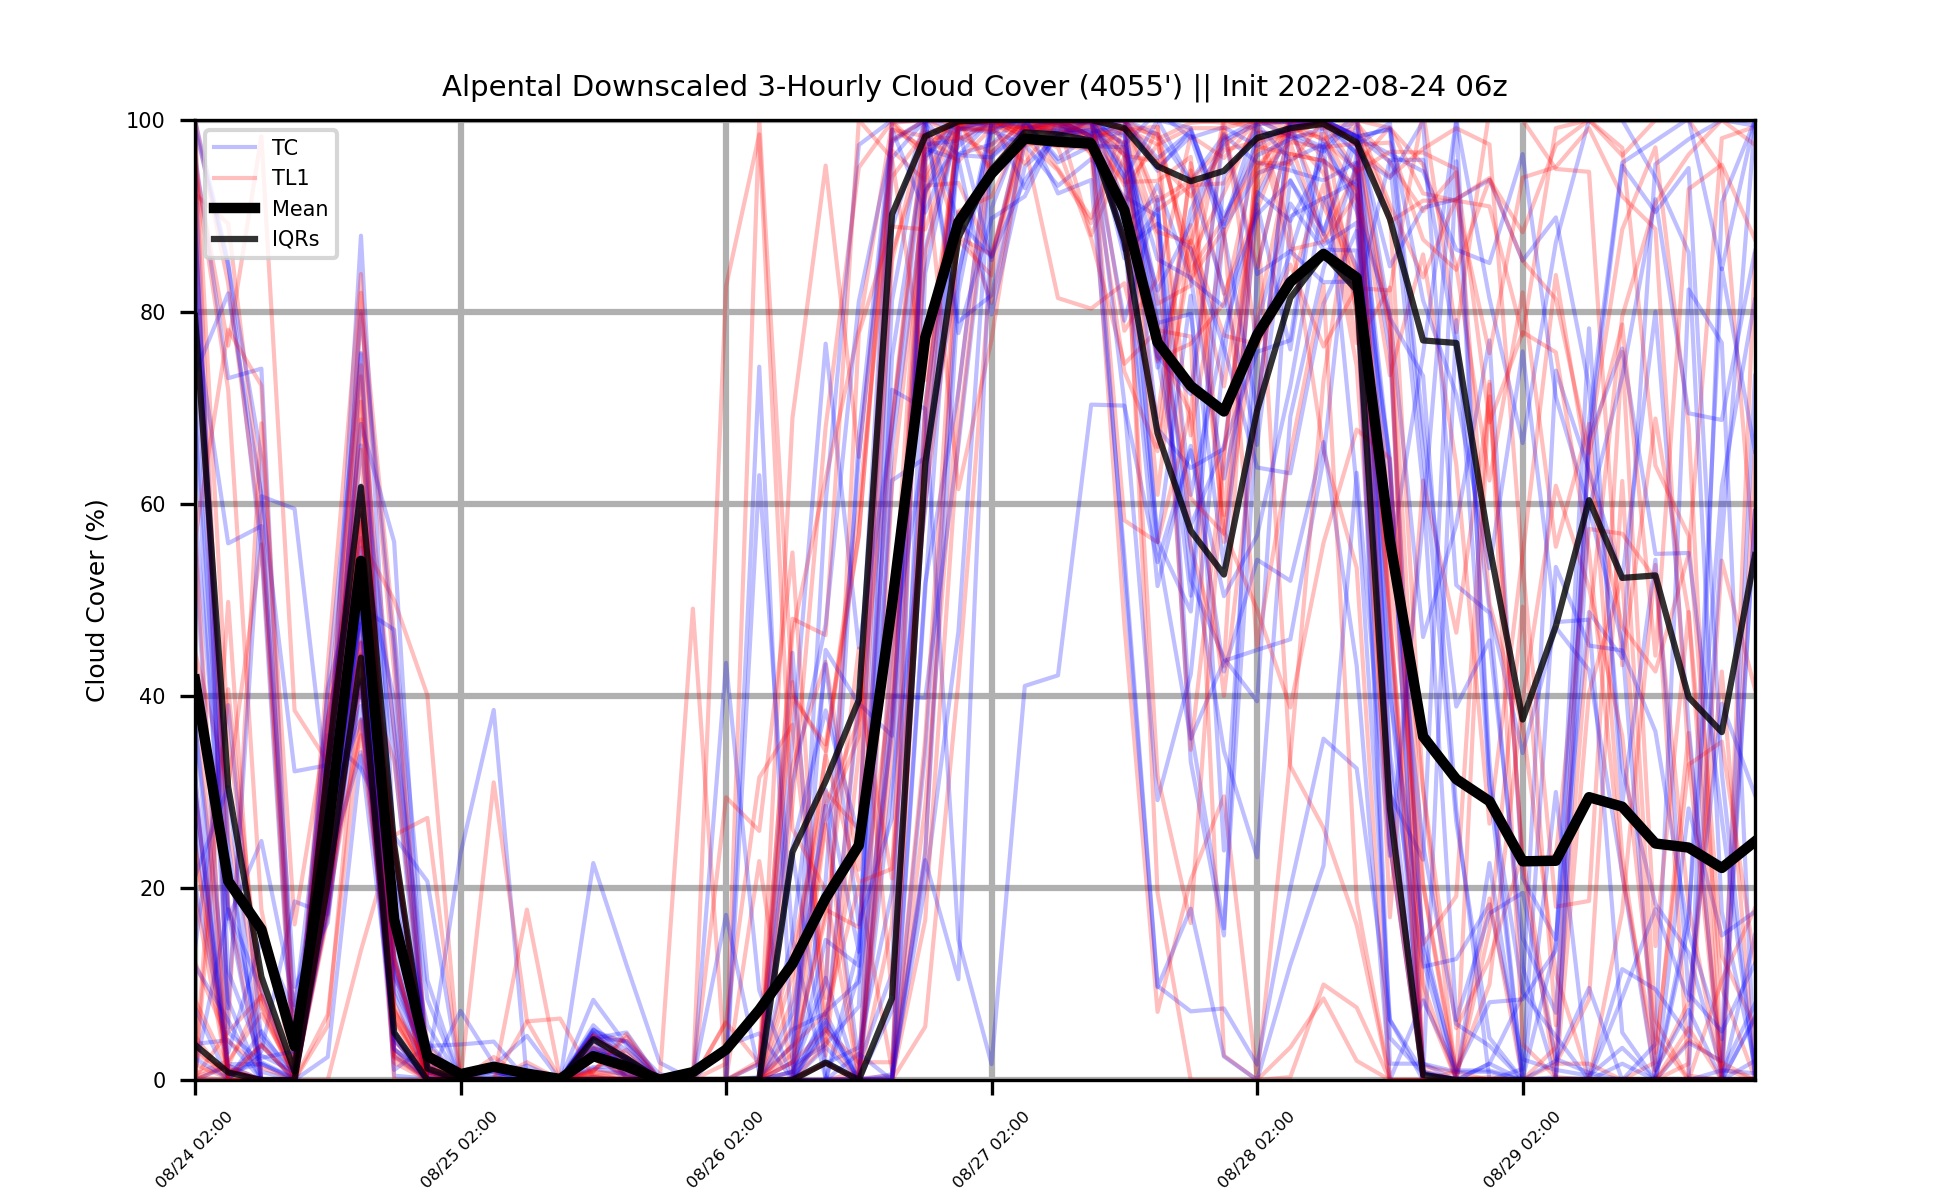 Alpental Downscaled 3-Hourly Cloud Cover (4055') || Init 2022-08-24 06z
TC
TL1
Mean
IQRs
Cloud Cover (%)
100
80
60
40
20
0
08/24 02:00
08/25 02:00
08/26 02:00
08/27 02:00
08/28 02:00
08/29 02:00